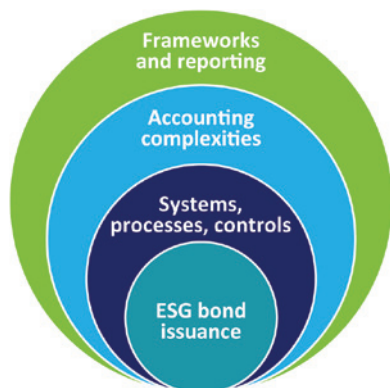 Frameworks
and reporting
Accounting
complexities
Systems,
processes, controls
ESG bond
issuance